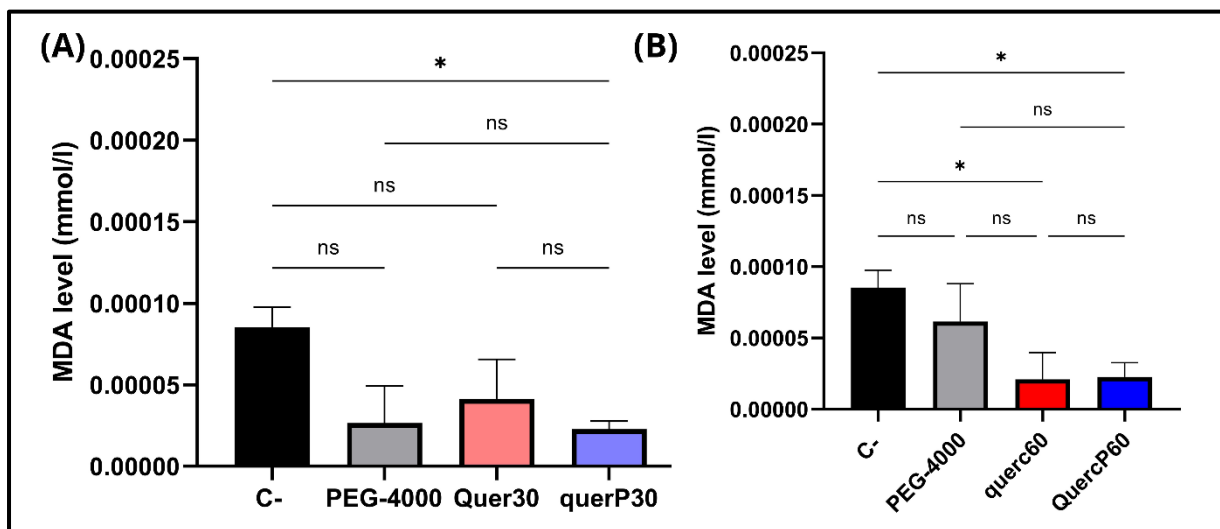 (A)
MDA level (mmol/l)
0.00025
0.00020
0.00015
0.00010
0.00005
0.00000
*
ns
ns
ns
ns
C-
PEG-4000
Quer30
querP30
(B)
MDA level (mmol/l)
0.00025
0.00020
0.00015
0.00010
0.00005
0.00000
*
ns
*
ns
ns
ns
C-
PEG-4000
querc60
QuercP60